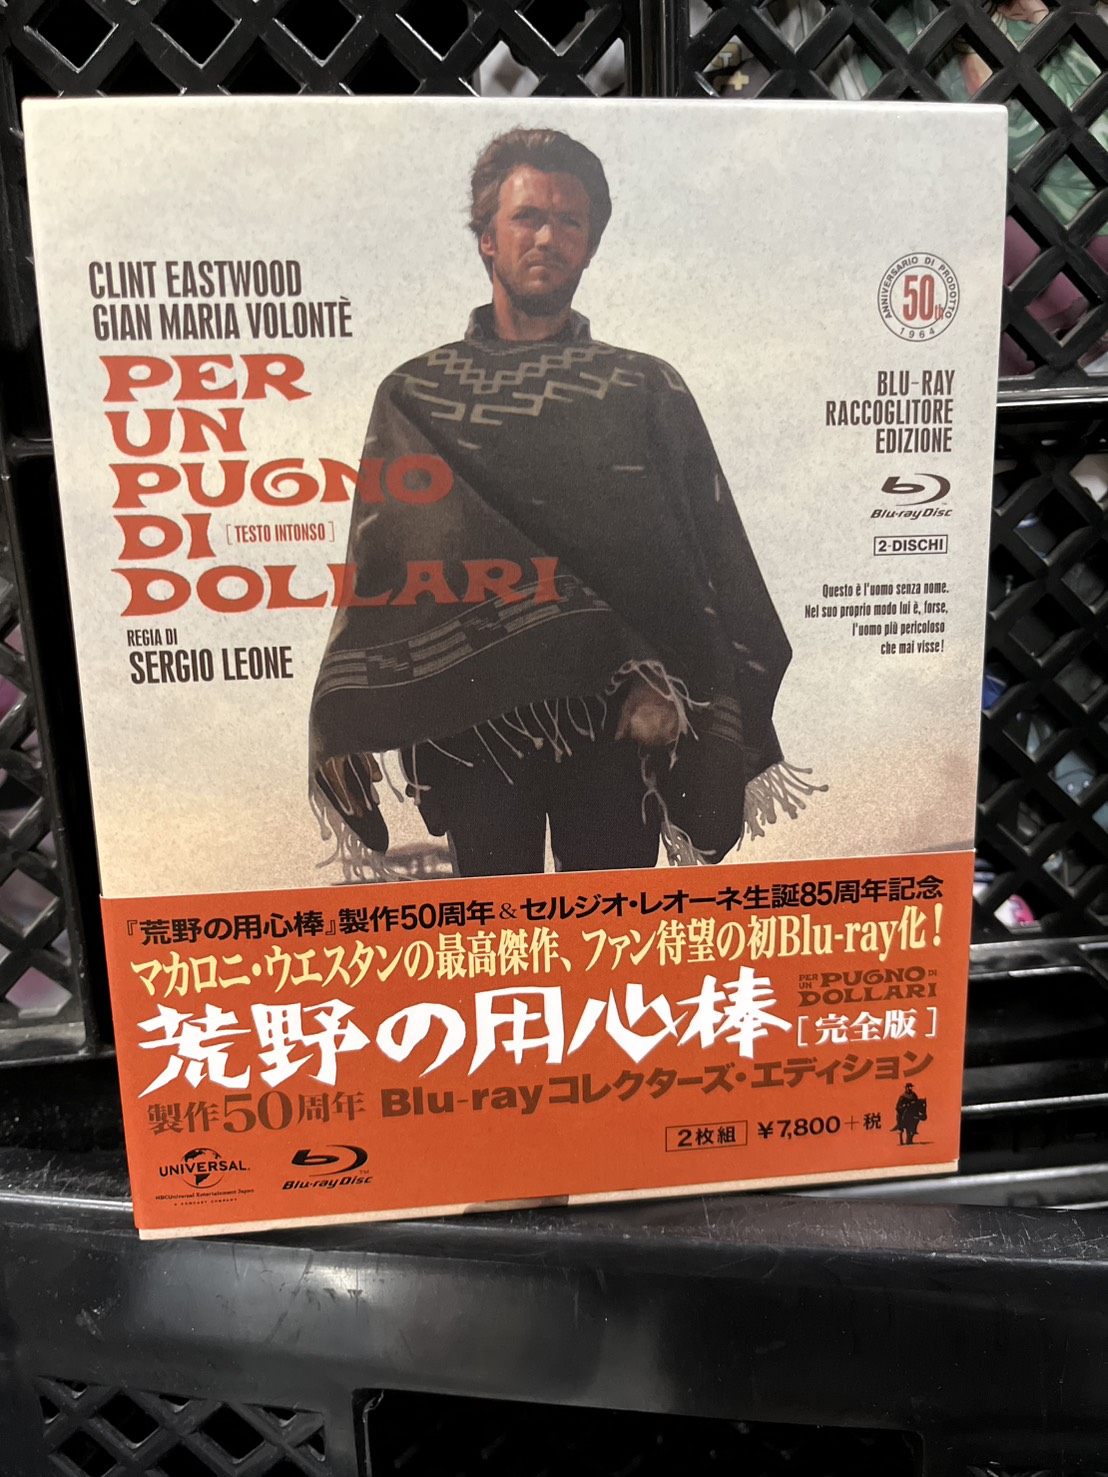 CLINT EASTWOOD
GIAN MARIA VOLONTÈ
PER
UN
PUGNO
DI [TESTO INTONSO]
DOLLARI
REGIA DI
SERGIO LEONE
ANNIVERSARIO DI PRODOTTO
50th
1964
BLU-RAY
RACCOGLITORE
EDIZIONE
Blu-ray Disc
2-DISCHI
Questo è l'uomo senza nome.
Nel suo proprio modo lui è, forse,
l'uomo più pericoloso
che mai visse!
『荒野の用心棒』製作50周年&セルジオ・レオーネ生誕85周年記念
マカロニ・ウエスタンの最高傑作、ファン待望の初Blu-ray化!
荒野の用心棒
PER UN PUGNO DI DOLLARI
[完全版]
製作50周年 Blu-rayコレクターズ・エディション
2枚組 ¥7,800+税
UNIVERSAL
NBCUniversal Entertainment Japan
A COMCAST COMPANY
Blu-ray Disc TM